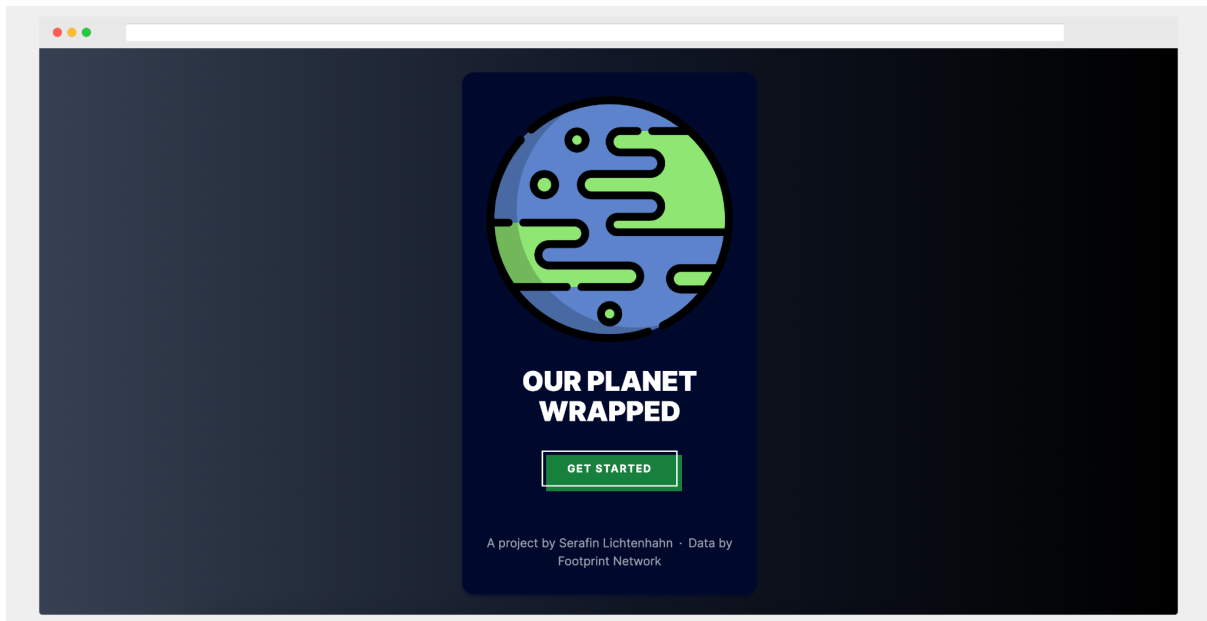 OUR PLANET
WRAPPED
GET STARTED
A project by Serafin Lichtenhahn · Data by
Footprint Network